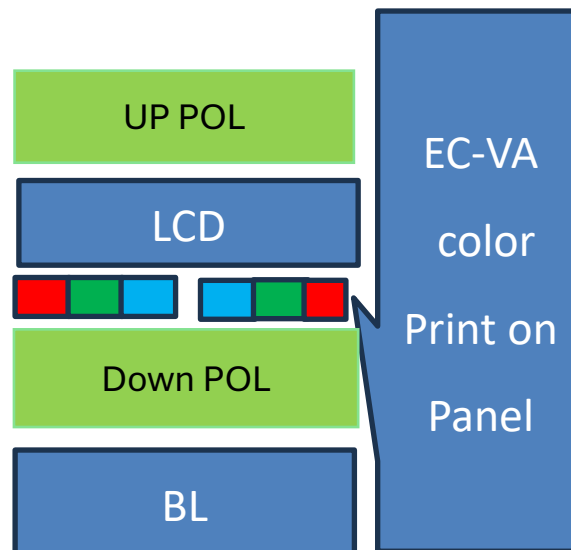 UP POL
LCD
Down POL
BL
EC-VA
color
Print on
Panel